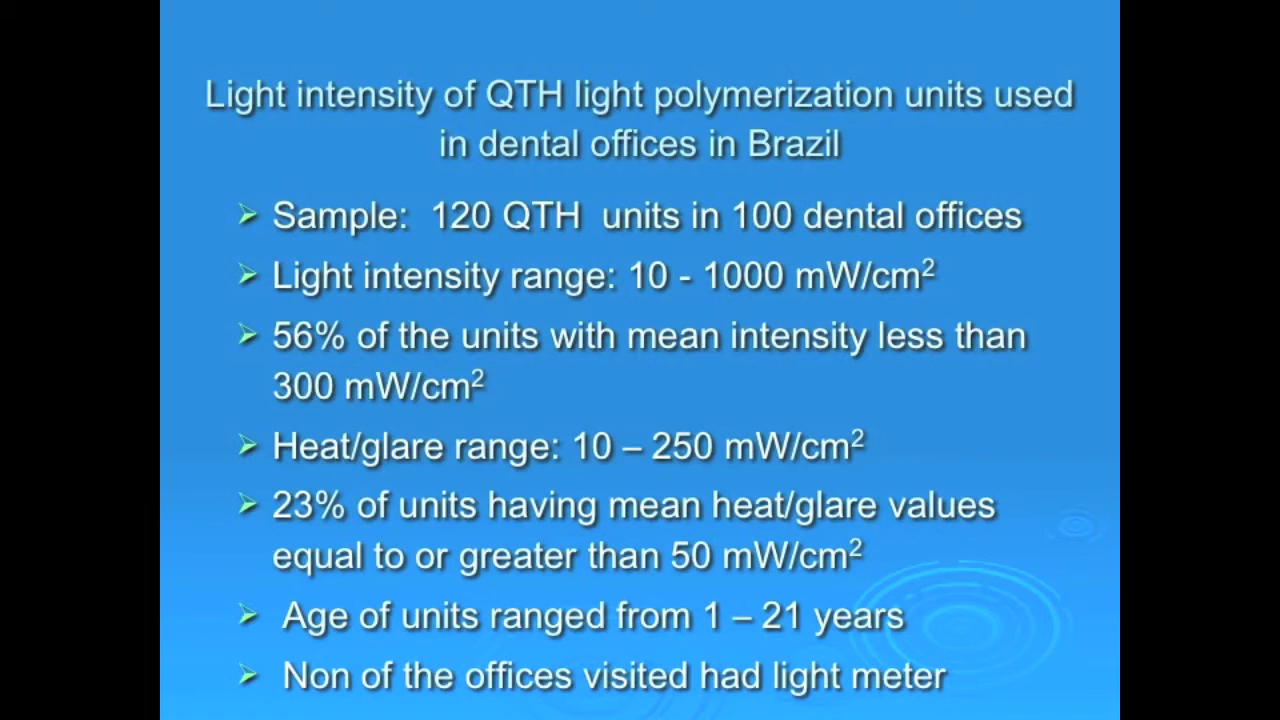 Light intensity of QTH light polymerization units used
in dental offices in Brazil
➢ Sample:  120 QTH  units in 100 dental offices
➢ Light intensity range: 10 - 1000 mW/cm²
➢ 56% of the units with mean intensity less than
300 mW/cm²
➢ Heat/glare range: 10 – 250 mW/cm²
➢ 23% of units having mean heat/glare values
equal to or greater than 50 mW/cm²
➢ Age of units ranged from 1 – 21 years
➢ Non of the offices visited had light meter